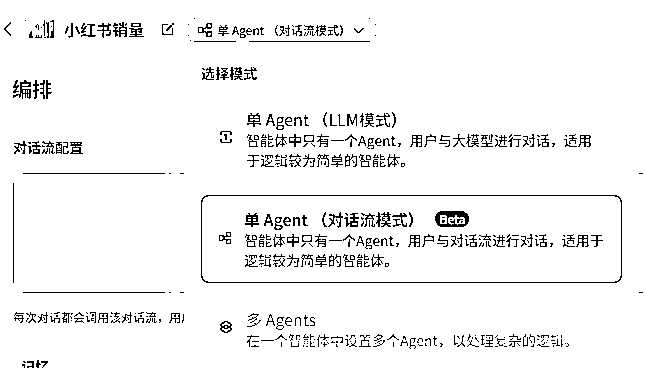 小红书销量
单 Agent （对话流模式）
选择模式
编排
单 Agent （LLM模式）
智能体中只有一个Agent，用户与大模型进行对话，适用
于逻辑较为简单的智能体。
对话流配置
单 Agent （对话流模式） Beta
智能体中只有一个Agent，用户与对话流进行对话，适用于
逻辑较为简单的智能体。
每次对话都会调用该对话流，用户
多 Agents
在一个智能体中设置多个Agent，以处理复杂的逻辑。
记忆